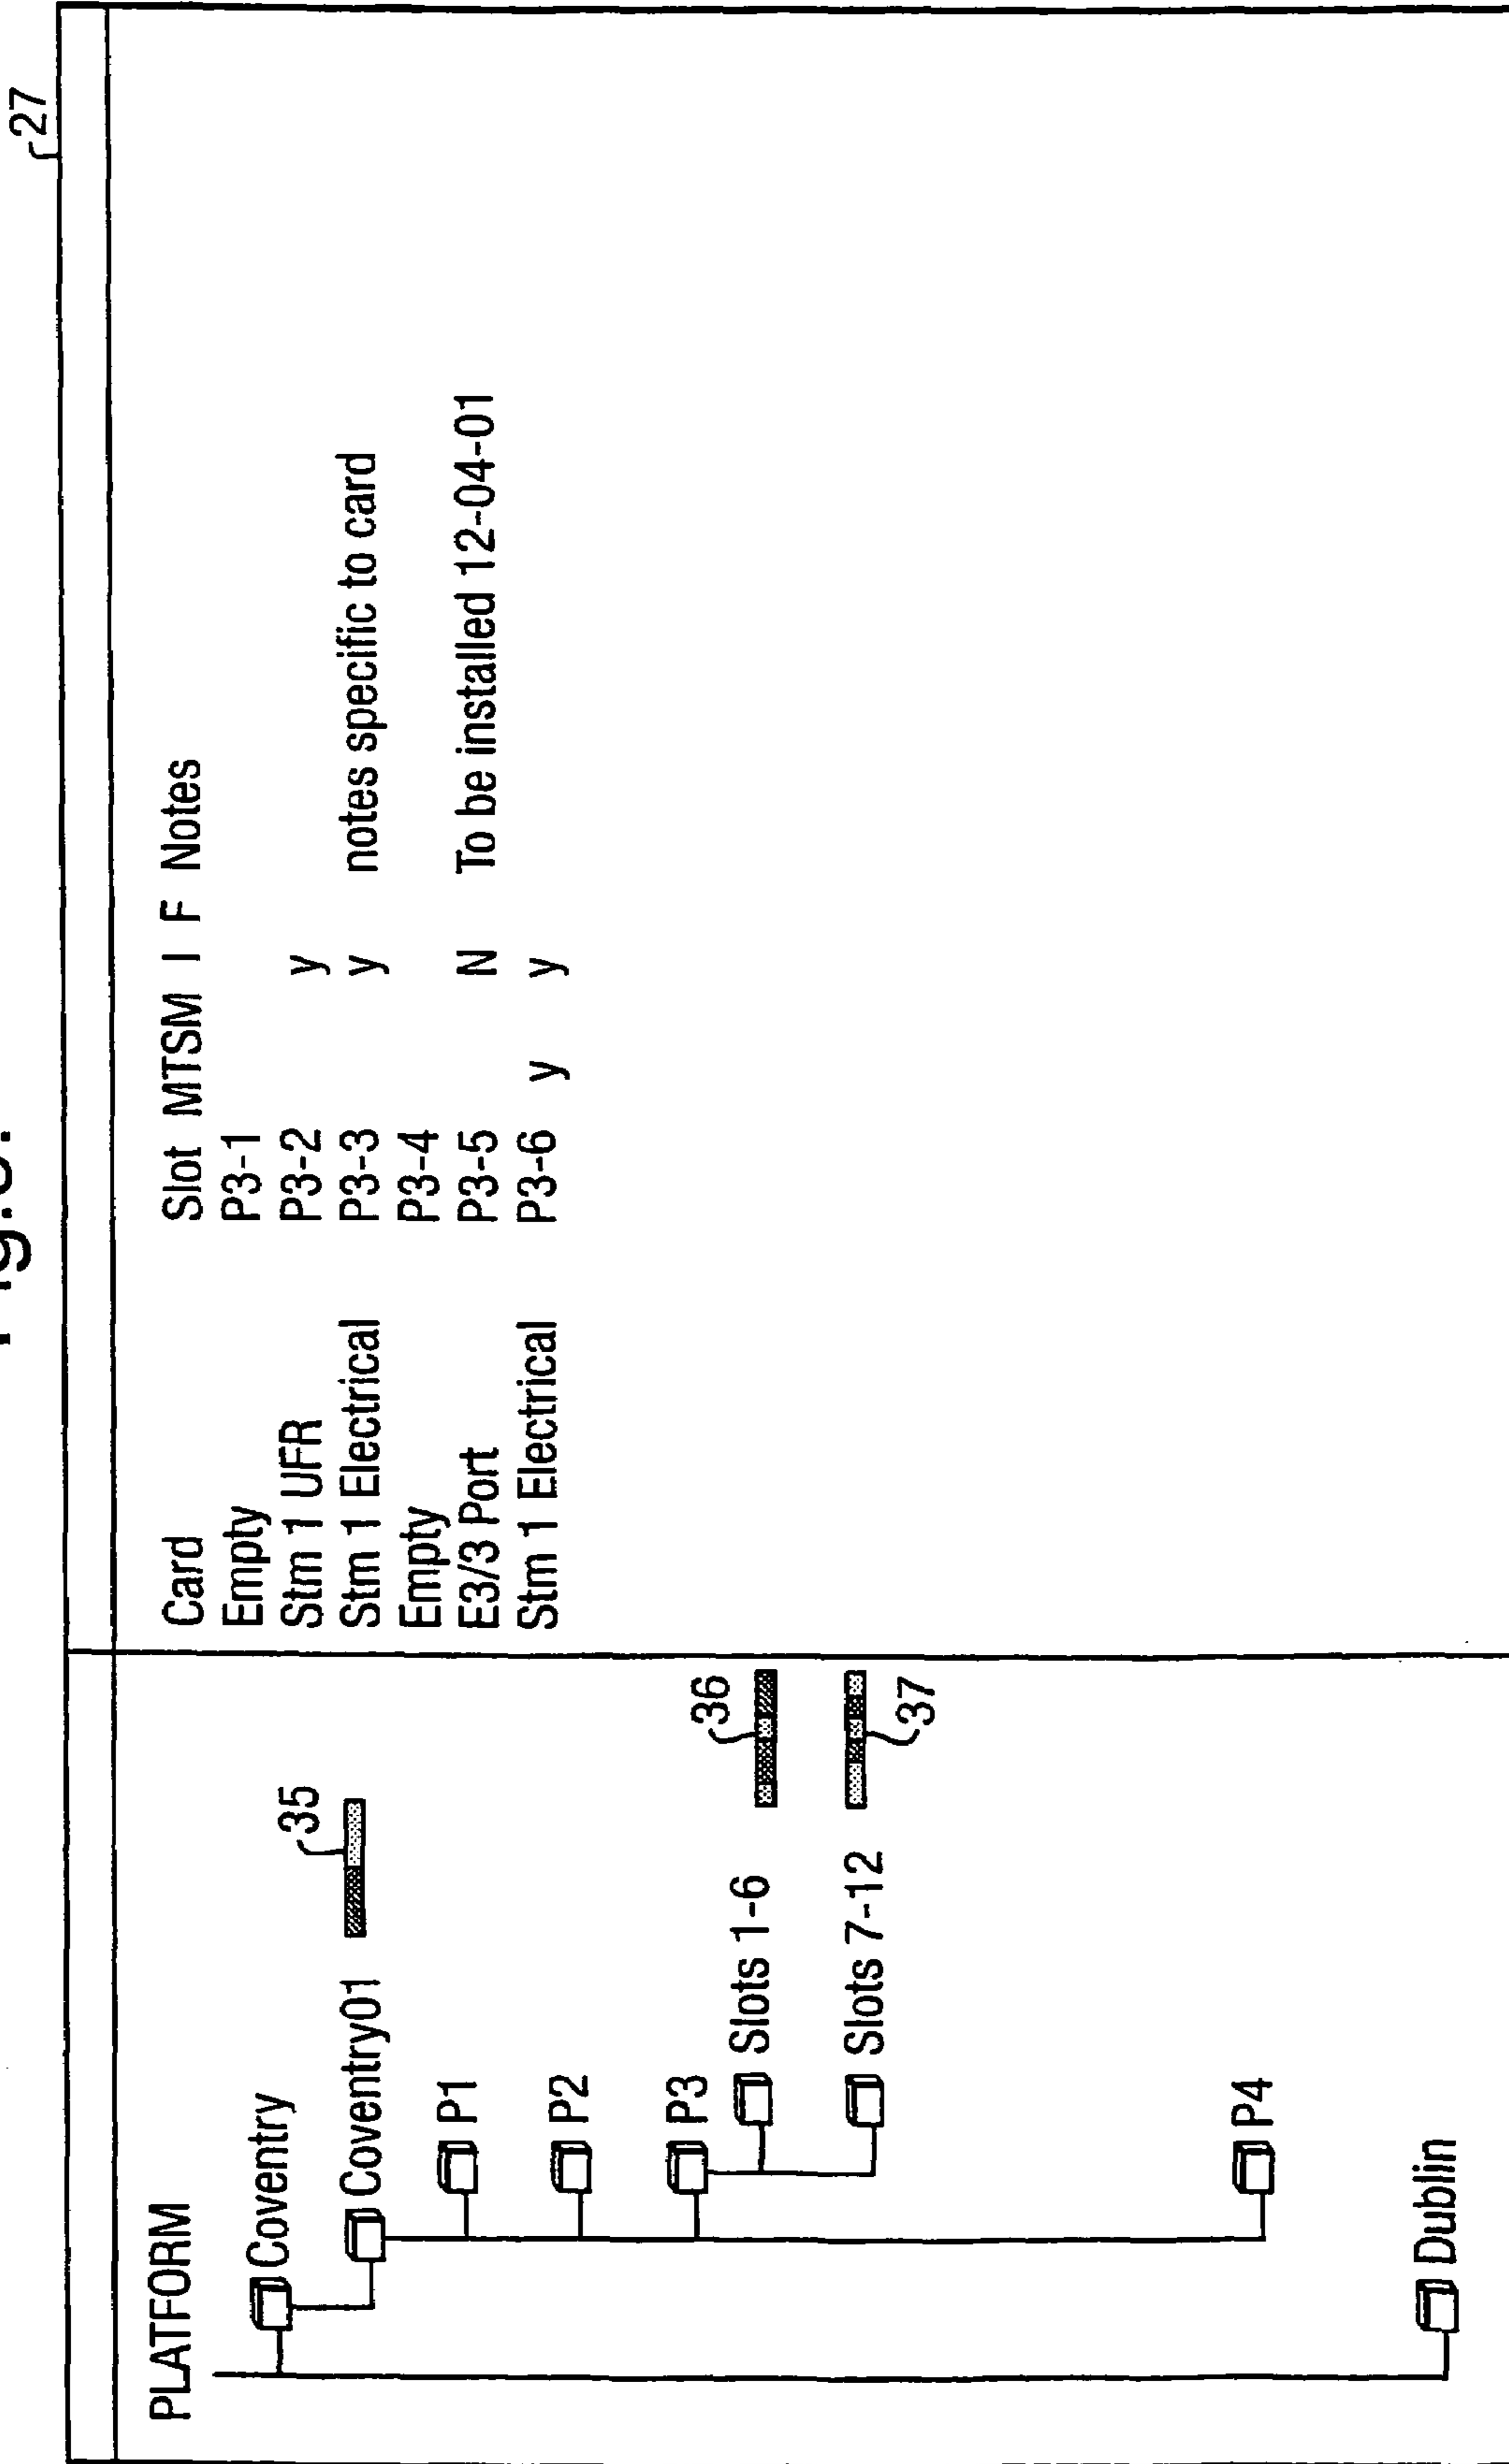 27
PLATFORM
Coventry
Coventry01
35
P1
P2
P3
Slots 1-6
36
Slots 7-12
37
P4
Dublin
Card Slot MTSM I F Notes
Empty P3-1
Stm 1 UFR P3-2 y
Stm 1 Electrical P3-3 y notes specific to card
Empty P3-4
E3/3 Port P3-5 N To be installed 12-04-01
Stm 1 Electrical P3-6 y y